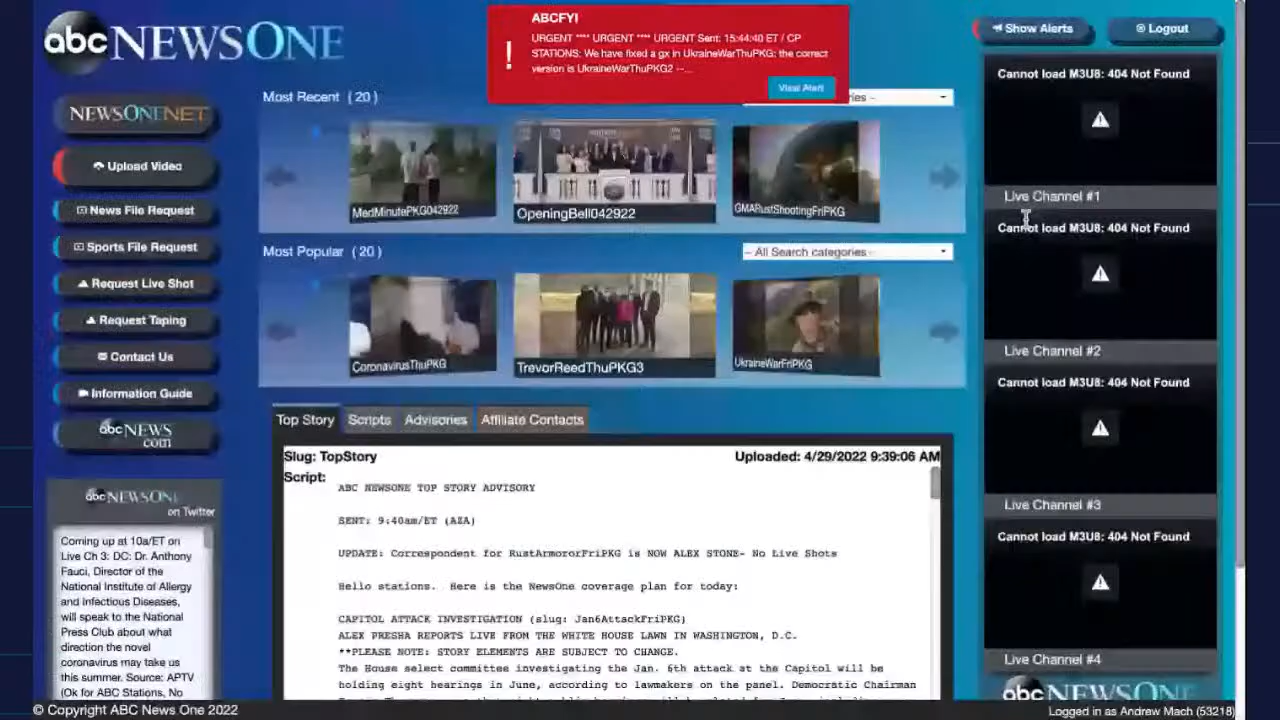 abc NEWSONE
ABCFYI
!
URGENT **** URGENT **** URGENT Sent: 15:44:40 ET / CP
STATIONS: We have fixed a gx in UkraineWarThuPKG: the correct
version is UkraineWarThuPKG2 --...
View Alert
Show Alerts
Logout
NEWSONENET
Upload Video
News File Request
Sports File Request
Request Live Shot
Request Taping
Contact Us
Information Guide
abc NEWS
.com
abc NEWSONE
on Twitter
Coming up at 10a/ET on
Live Ch 3: DC: Dr. Anthony
Fauci, Director of the
National Institute of Allergy
and Infectious Diseases,
will speak to the National
Press Club about what
direction the novel
coronavirus may take us
this summer. Source: APTV
(Ok for ABC Stations, No
Most Recent ( 20 )
ories --
MedMinutePKG042922
OpeningBell042922
GMARustShootingFriPKG
Most Popular ( 20 )
-- All Search categories --
CoronavirusThuPKG
TrevorReedThuPKG3
UkraineWarFriPKG
Top Story
Scripts
Advisories
Affiliate Contacts
Slug: TopStory
Uploaded: 4/29/2022 9:39:06 AM
Script:
ABC NEWSONE TOP STORY ADVISORY
SENT: 9:40am/ET (AZA)
UPDATE: Correspondent for RustArmororFriPKG is NOW ALEX STONE- No Live Shots
Hello stations. Here is the NewsOne coverage plan for today:
CAPITOL ATTACK INVESTIGATION (slug: Jan6AttackFriPKG)
ALEX PRESHA REPORTS LIVE FROM THE WHITE HOUSE LAWN IN WASHINGTON, D.C.
**PLEASE NOTE: STORY ELEMENTS ARE SUBJECT TO CHANGE.
The House select committee investigating the Jan. 6th attack at the Capitol will be
holding eight hearings in June, according to lawmakers on the panel. Democratic Chairman
Cannot load M3U8: 404 Not Found
Live Channel #1
Cannot load M3U8: 404 Not Found
Live Channel #2
Cannot load M3U8: 404 Not Found
Live Channel #3
Cannot load M3U8: 404 Not Found
Live Channel #4
abc NEWSONE
© Copyright ABC News One 2022
Logged in as Andrew Mach (53218)